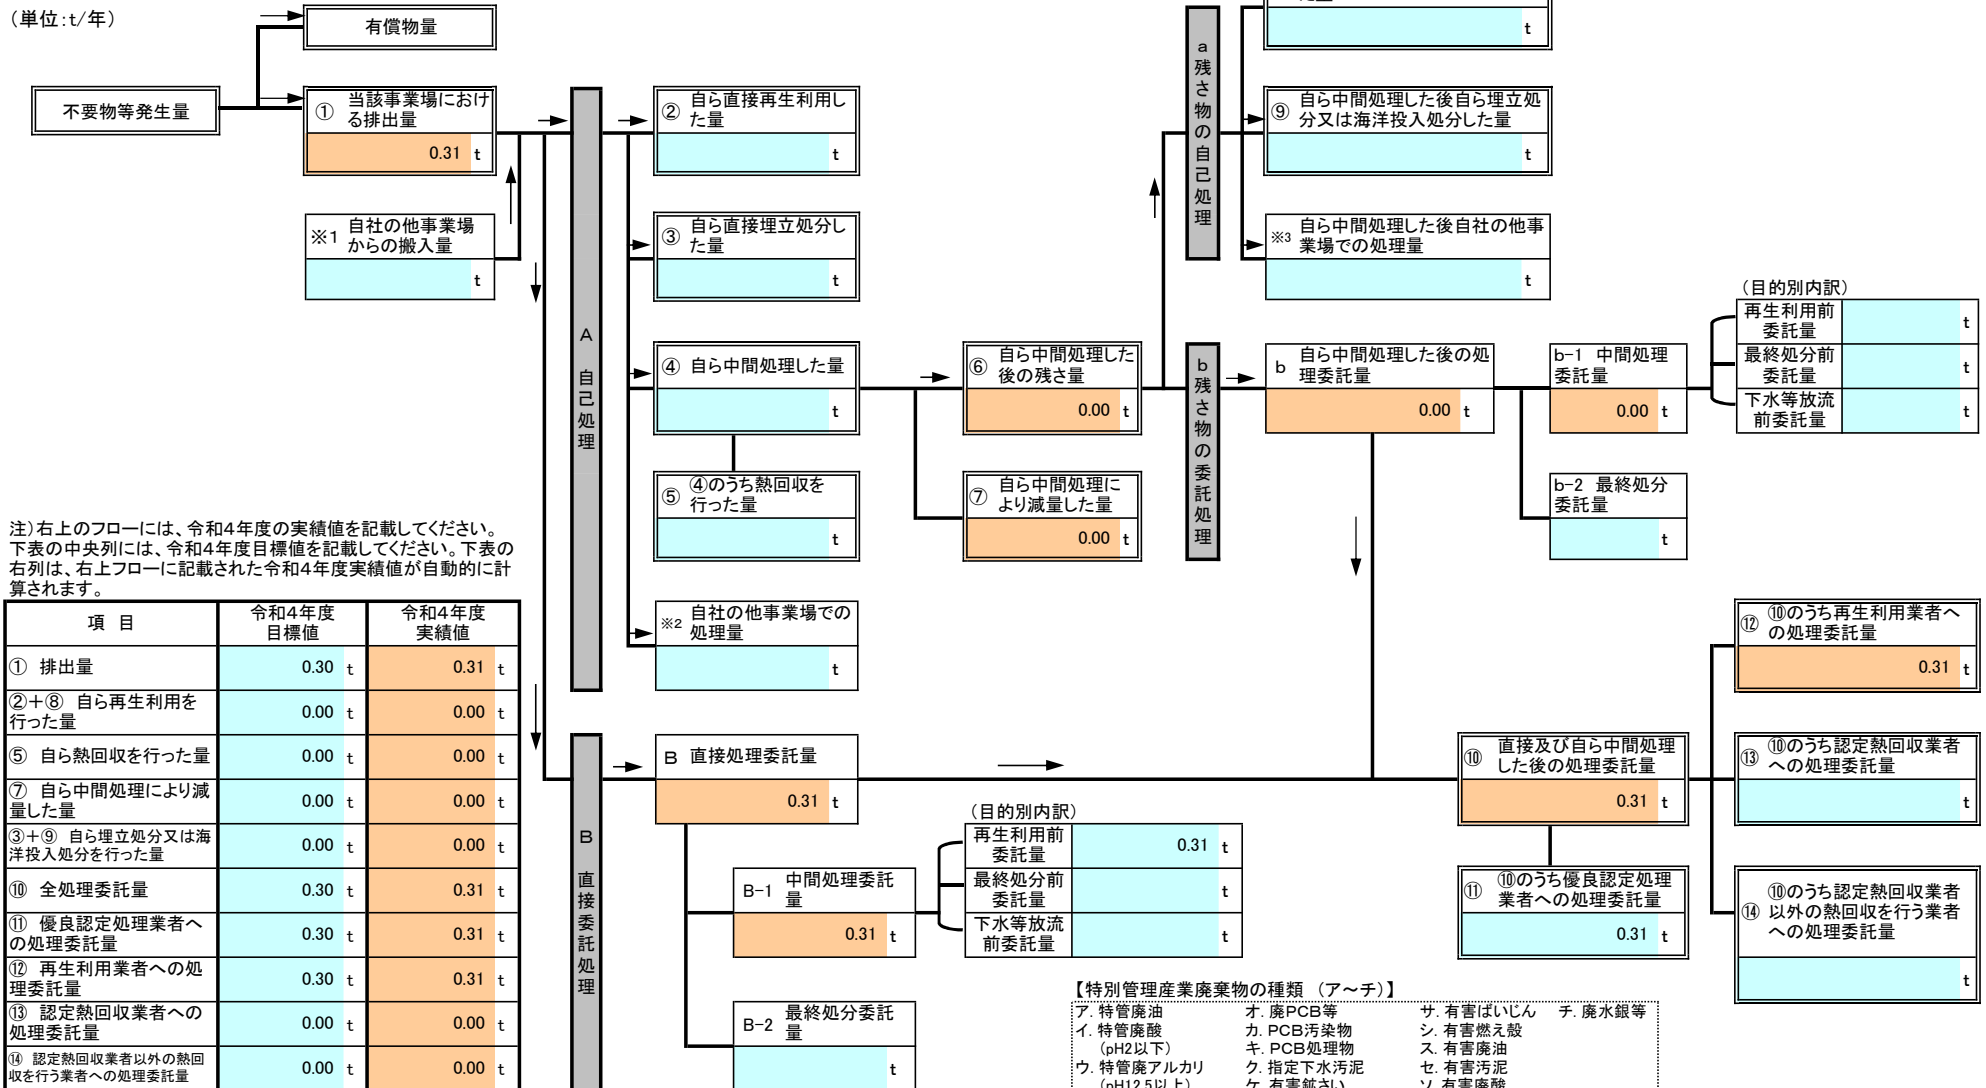 （単位：t/年）
有償物量
不要物等発生量
① 当該事業場におけ
る排出量
0.31 t
※1 自社の他事業場
からの搬入量
t
A 自己処理
② 自ら直接再生利用し
た量
t
③ 自ら直接埋立処分し
た量
t
④ 自ら中間処理した量
t
⑤ ④のうち熱回収を
行った量
t
※2 自社の他事業場での
処理量
t
⑥ 自ら中間処理した
後の残さ量
0.00 t
⑦ 自ら中間処理に
より減量した量
0.00 t
a 残さ物の自己処理
t
⑨ 自ら中間処理した後自ら埋立処
分又は海洋投入処分した量
t
※3 自ら中間処理した後自社の他事
業場での処理量
t
b 残さ物の委託処理
b 自ら中間処理した後の処
理委託量
0.00 t
b-1 中間処理
委託量
0.00 t
（目的別内訳）
再生利用前
委託量
t
最終処分前
委託量
t
下水等放流
前委託量
t
b-2 最終処分
委託量
t
注）右上のフローには、令和4年度の実績値を記載してください。
下表の中央列には、令和4年度目標値を記載してください。下表の
右列は、右上フローに記載された令和4年度実績値が自動的に計
算されます。
項 目 令和4年度
目標値 令和4年度
実績値
① 排出量 0.30 t 0.31 t
②＋⑧ 自ら再生利用を
行った量 0.00 t 0.00 t
⑤ 自ら熱回収を行った量 0.00 t 0.00 t
⑦ 自ら中間処理により減
量した量 0.00 t 0.00 t
③＋⑨ 自ら埋立処分又は海
洋投入処分を行った量 0.00 t 0.00 t
⑩ 全処理委託量 0.30 t 0.31 t
⑪ 優良認定処理業者へ
の処理委託量 0.30 t 0.31 t
⑫ 再生利用業者への処
理委託量 0.30 t 0.31 t
⑬ 認定熱回収業者への
処理委託量 0.00 t 0.00 t
⑭ 認定熱回収業者以外の熱回
収を行う業者への処理委託量 0.00 t 0.00 t
B 直接委託処理
B 直接処理委託量
0.31 t
B-1 中間処理委託
量
0.31 t
（目的別内訳）
再生利用前
委託量
0.31 t
最終処分前
委託量
t
下水等放流
前委託量
t
B-2 最終処分委託
量
t
⑩ 直接及び自ら中間処理
した後の処理委託量
0.31 t
⑪ ⑩のうち優良認定処理
業者への処理委託量
0.31 t
⑫ ⑩のうち再生利用業者へ
の処理委託量
0.31 t
⑬ ⑩のうち認定熱回収業者
への処理委託量
t
⑭ ⑩のうち認定熱回収業者
以外の熱回収を行う業者
への処理委託量
t
【特別管理産業廃棄物の種類 （ア～チ）】
ア. 特管廃油 オ. 廃PCB等 サ. 有害ばいじん チ. 廃水銀等
イ. 特管廃酸 カ. PCB汚染物 シ. 有害燃え殻
（pH2以下） キ. PCB処理物 ス. 有害廃油
ウ. 特管廃アルカリ ク. 指定下水汚泥 セ. 有害汚泥
（pH12.5以上） ケ. 有害鉱さい ソ. 有害廃酸